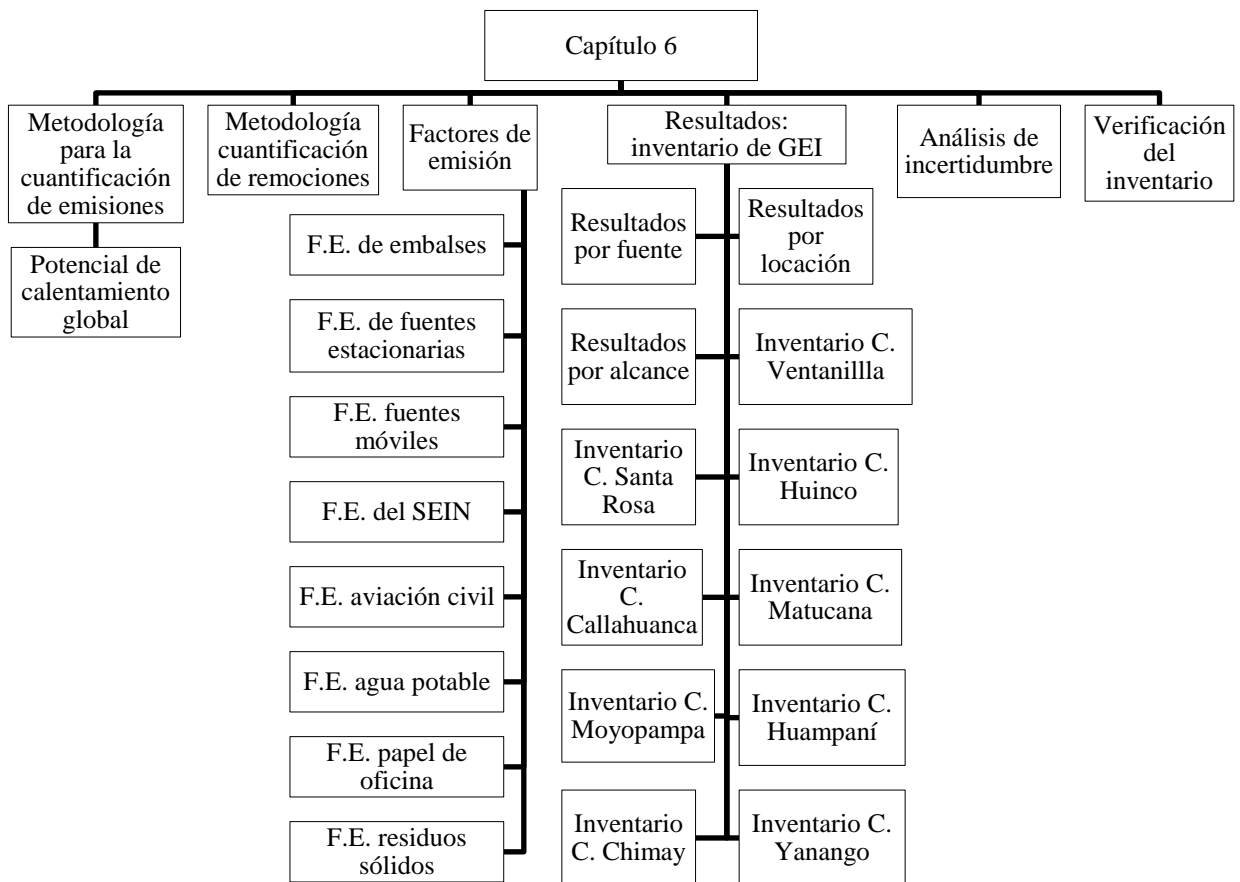 Capítulo 6
Metodología
para la
cuantificación
de emisiones
Potencial de
calentamiento
global
Metodología
cuantificación
de remociones
Factores de
emisión
F.E. de embalses
F.E. de fuentes
estacionarias
F.E. fuentes
móviles
F.E. del SEIN
F.E. aviación civil
F.E. agua potable
F.E. papel de
oficina
F.E. residuos
sólidos
Resultados:
inventario de GEI
Resultados
por fuente
Resultados
por
locación
Resultados
por alcance
Inventario C.
Ventanillla
Inventario
C. Santa
Rosa
Inventario C.
Huinco
Inventario
C.
Callahuanca
Inventario C.
Matucana
Inventario C.
Moyopampa
Inventario C.
Huampaní
Inventario
C. Chimay
Inventario C.
Yanango
Análisis de
incertidumbre
Verificación
del
inventario